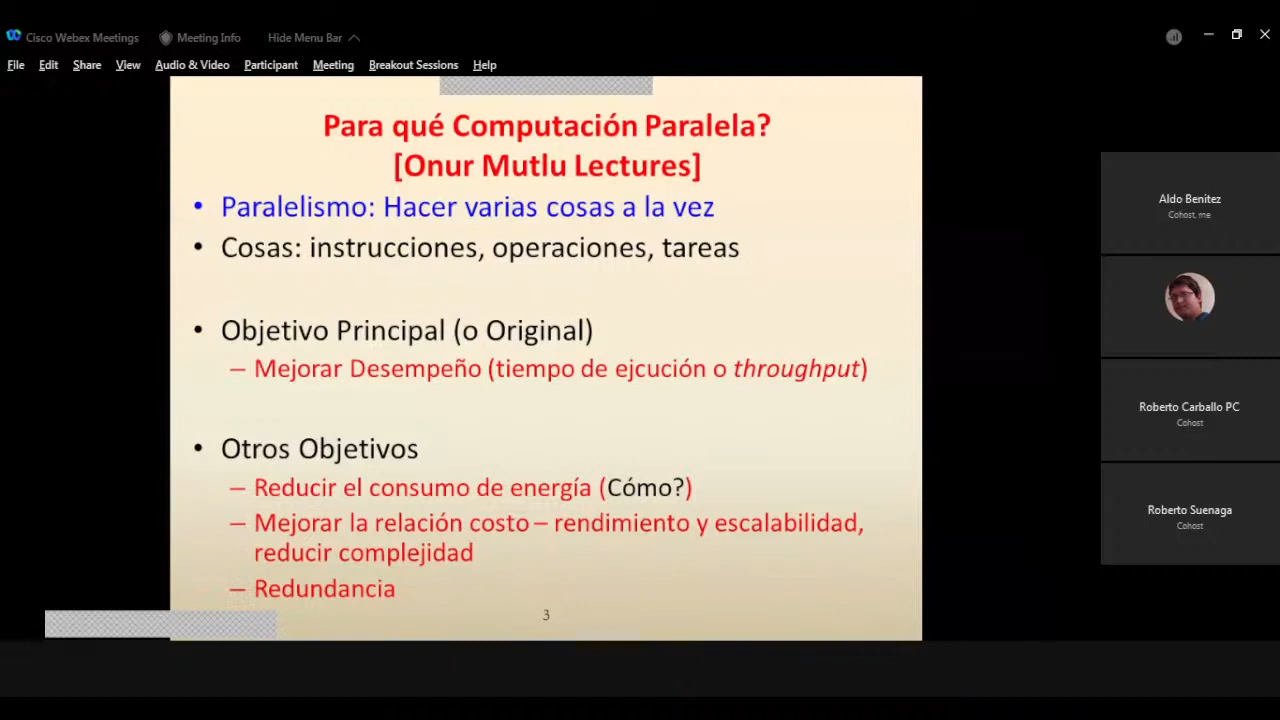 Cisco Webex Meetings Meeting Info Hide Menu Bar
File Edit Share View Audio & Video Participant Meeting Breakout Sessions Help
Para qué Computación Paralela?
[Onur Mutlu Lectures]
• Paralelismo: Hacer varias cosas a la vez
• Cosas: instrucciones, operaciones, tareas
• Objetivo Principal (o Original)
– Mejorar Desempeño (tiempo de ejcución o throughput)
• Otros Objetivos
– Reducir el consumo de energía (Cómo?)
– Mejorar la relación costo – rendimiento y escalabilidad,
reducir complejidad
– Redundancia
3
Aldo Benitez
Cohost, me
Roberto Carballo PC
Cohost
Roberto Suenaga
Cohost